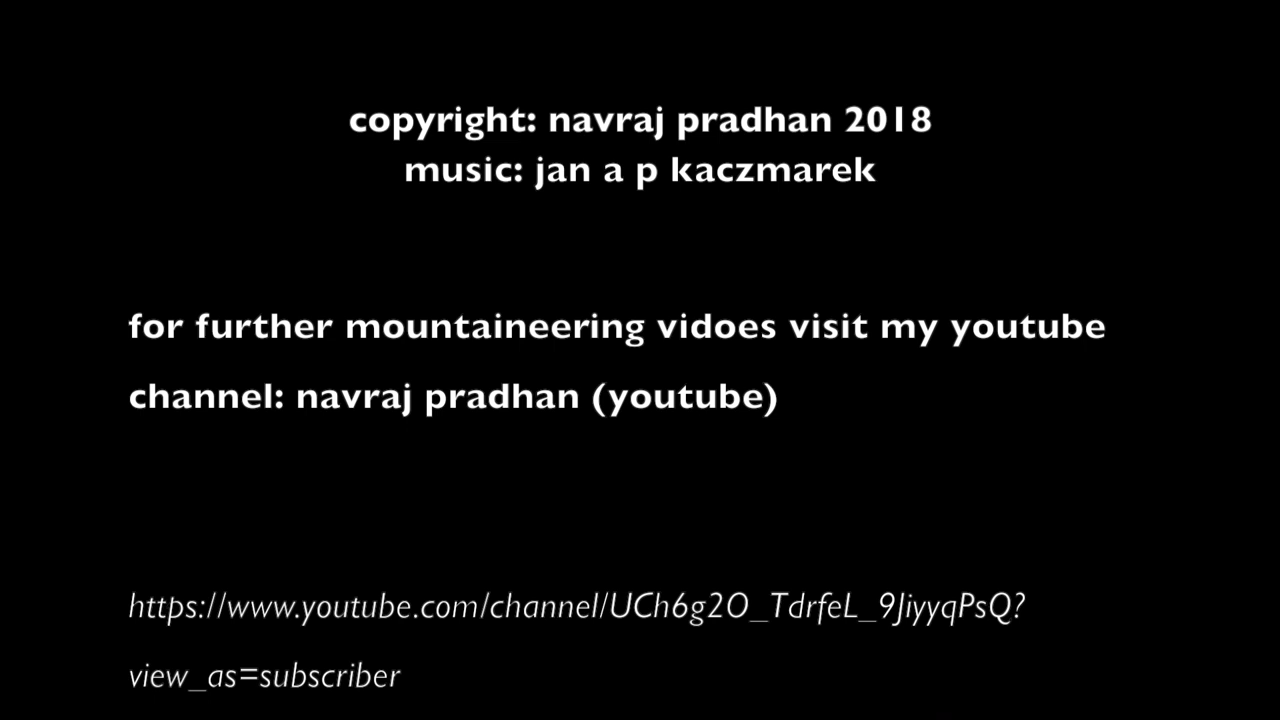 copyright: navraj pradhan 2018
music: jan a p kaczmarek
for further mountaineering vidoes visit my youtube
channel: navraj pradhan (youtube)
https://www.youtube.com/channel/UCh6g2O_TdrfeL_9JiyyqPsQ?
view_as=subscriber